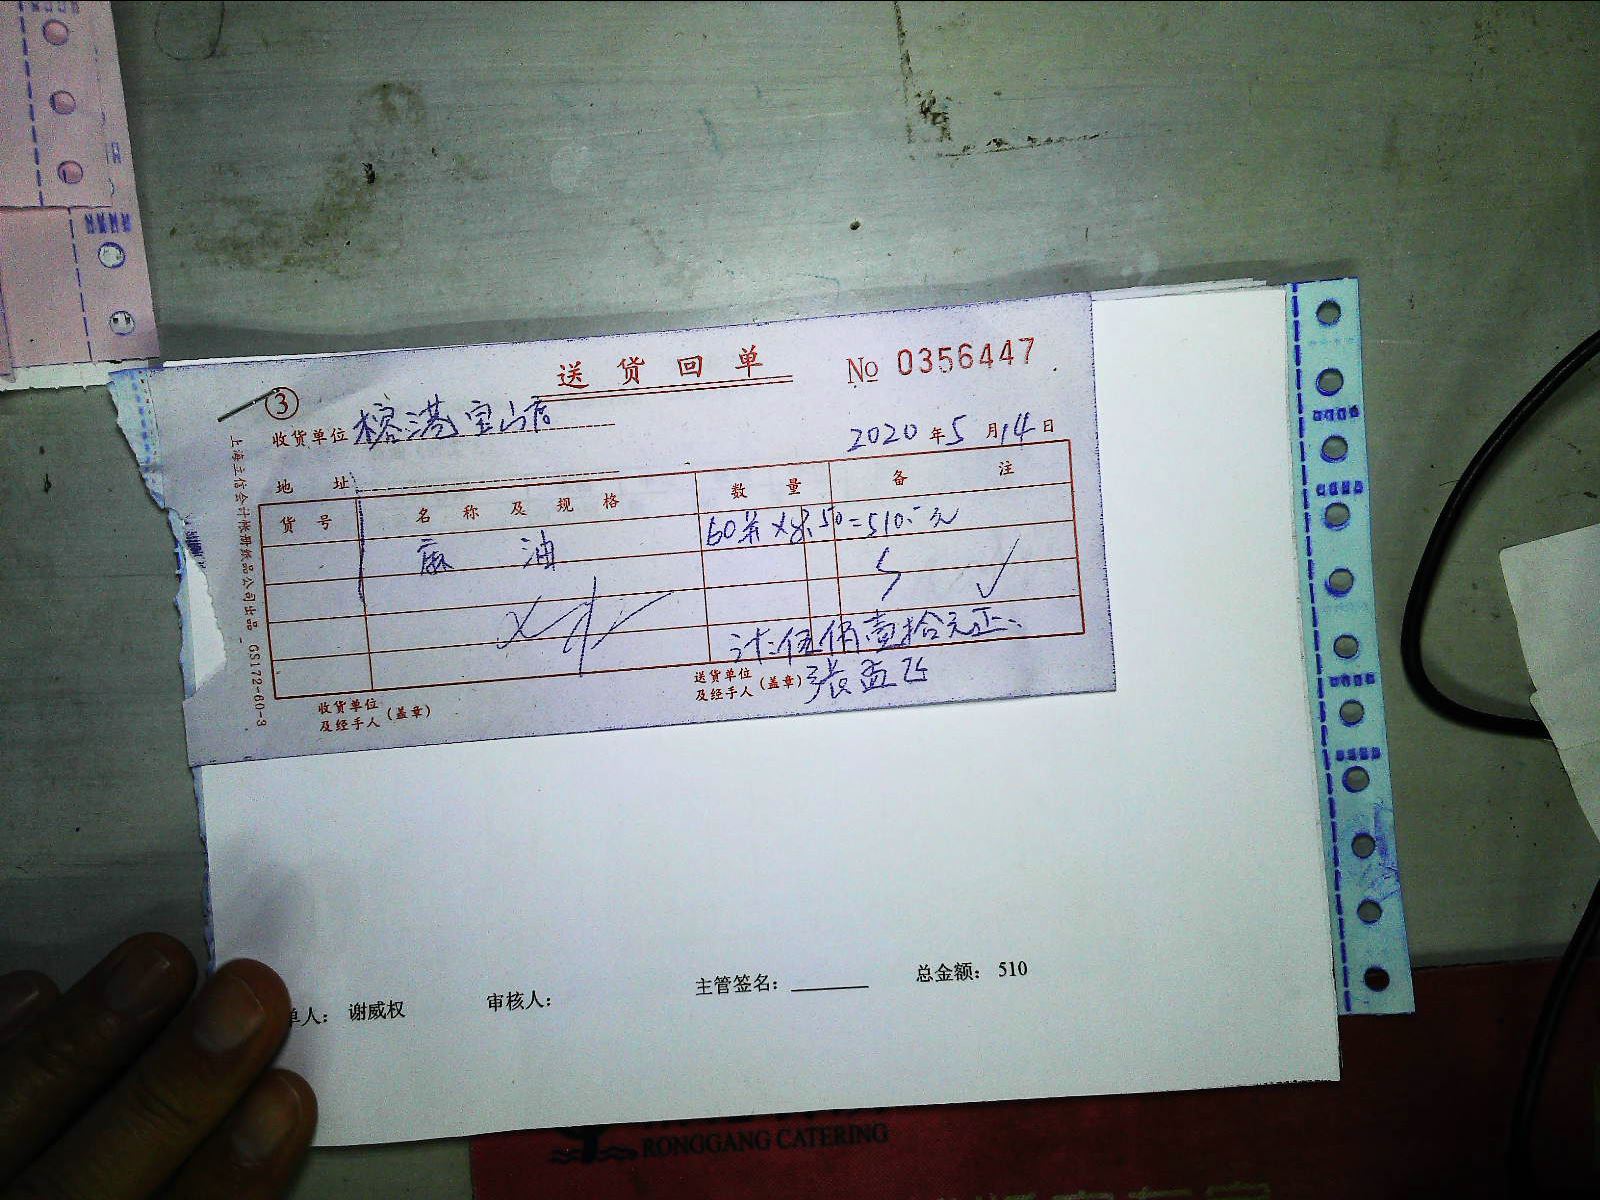 送货回单
No 0356447
③
收货单位 榕港宝山店
2020年5月14日
地址
货号 名称及规格 数量 备注
麻油 60 × 8.50=510.-元
计:伍佰壹拾元正
收货单位
及经手人(盖章)
送货单位
及经手人(盖章) 张孟飞
上海立信会计账册纸品公司出品 - GS172-60-3
单人: 谢威权 审核人: 主管签名: 总金额: 510
RONGGANG CATERING